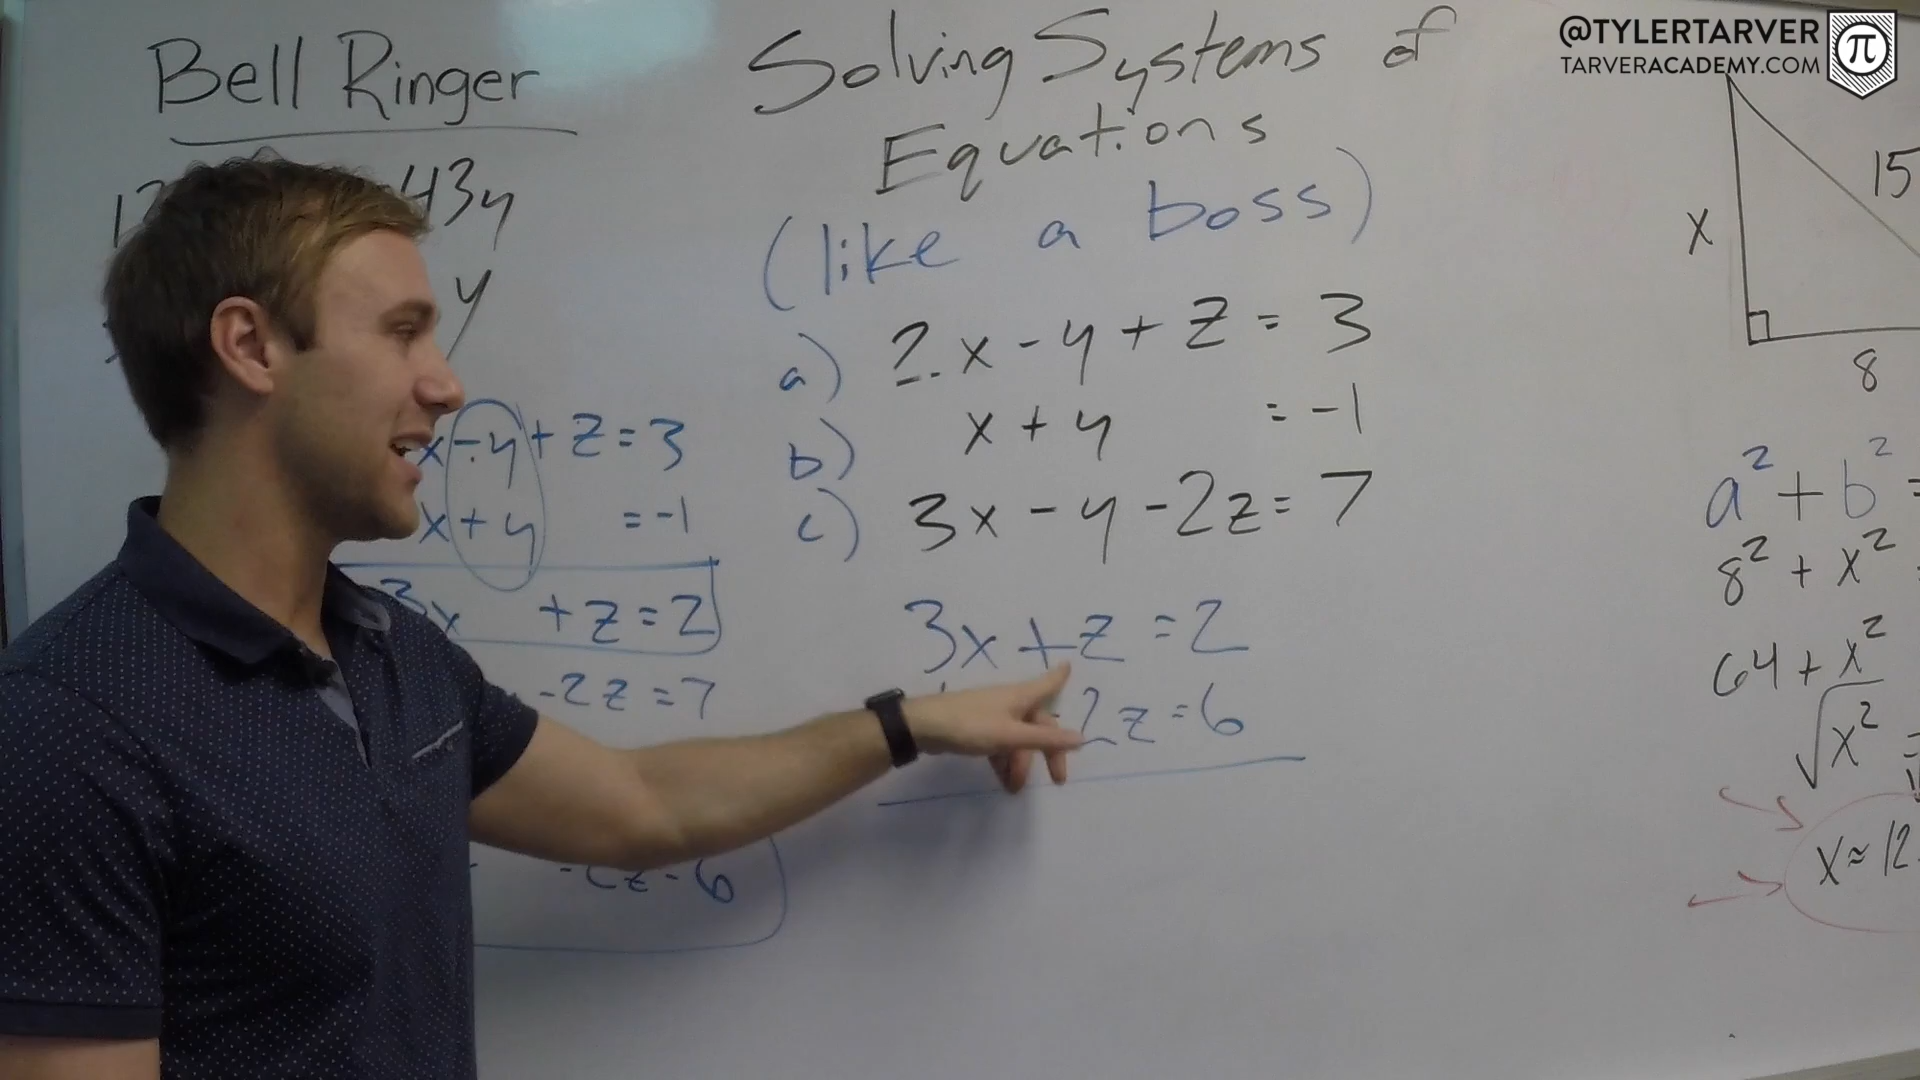 @TYLERTARVER
TARVERACADEMY.COM
Bell Ringer
43y
y
x - y + z = 3
x + y = -1
3x + z = 2
-2z = 7
-2z = 6
Solving Systems of
Equations
(like a boss)
a) 2x - y + z = 3
b) x + y = -1
c) 3x - y - 2z = 7
3x + z = 2
-2z = 6
15
x
8
a² + b² =
8² + x²
64 + x²
√x² =
x ≈ 12